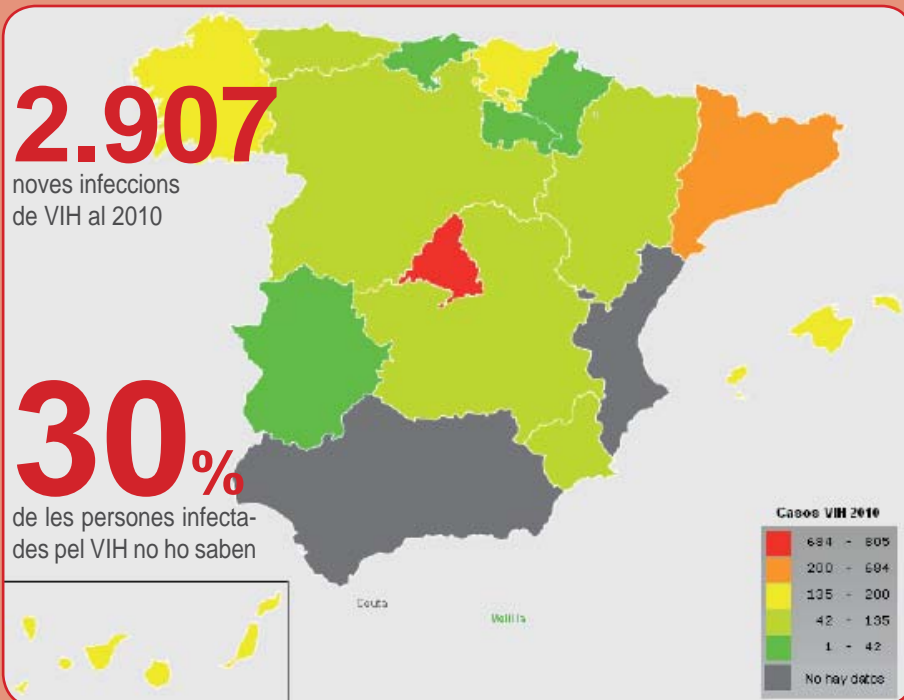 2.907
noves infeccions
de VIH al 2010
30%
de les persones infecta-
des pel VIH no ho saben
Ceuta
Melilla
Casos VIH 2010
684 - 805
200 - 684
135 - 200
42 - 135
1 - 42
No hay datos